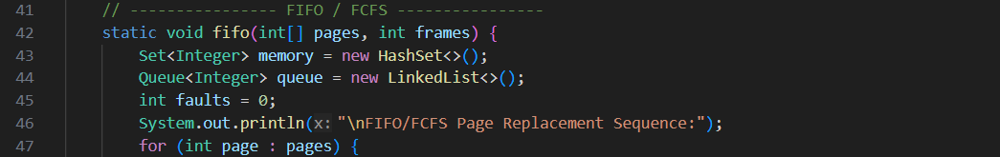 41 // ---------------- FIFO / FCFS ----------------
42 static void fifo(int[] pages, int frames) {
43 Set<Integer> memory = new HashSet<>();
44 Queue<Integer> queue = new LinkedList<>();
45 int faults = 0;
46 System.out.println(x: "\nFIFO/FCFS Page Replacement Sequence:");
47 for (int page : pages) {